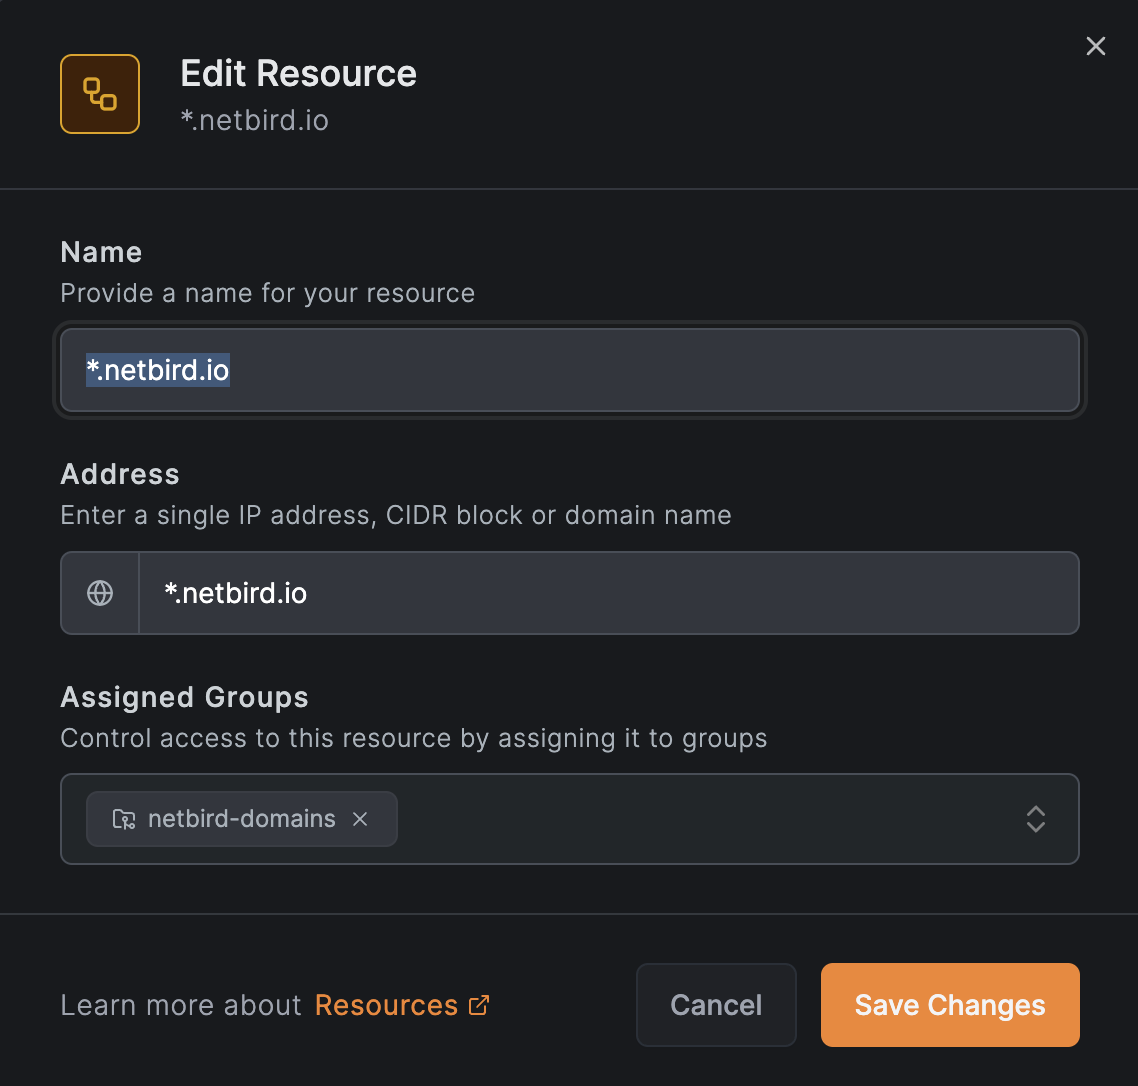 Edit Resource
*.netbird.io
Name
Provide a name for your resource
*.netbird.io
Address
Enter a single IP address, CIDR block or domain name
*.netbird.io
Assigned Groups
Control access to this resource by assigning it to groups
netbird-domains
Learn more about Resources
Cancel
Save Changes